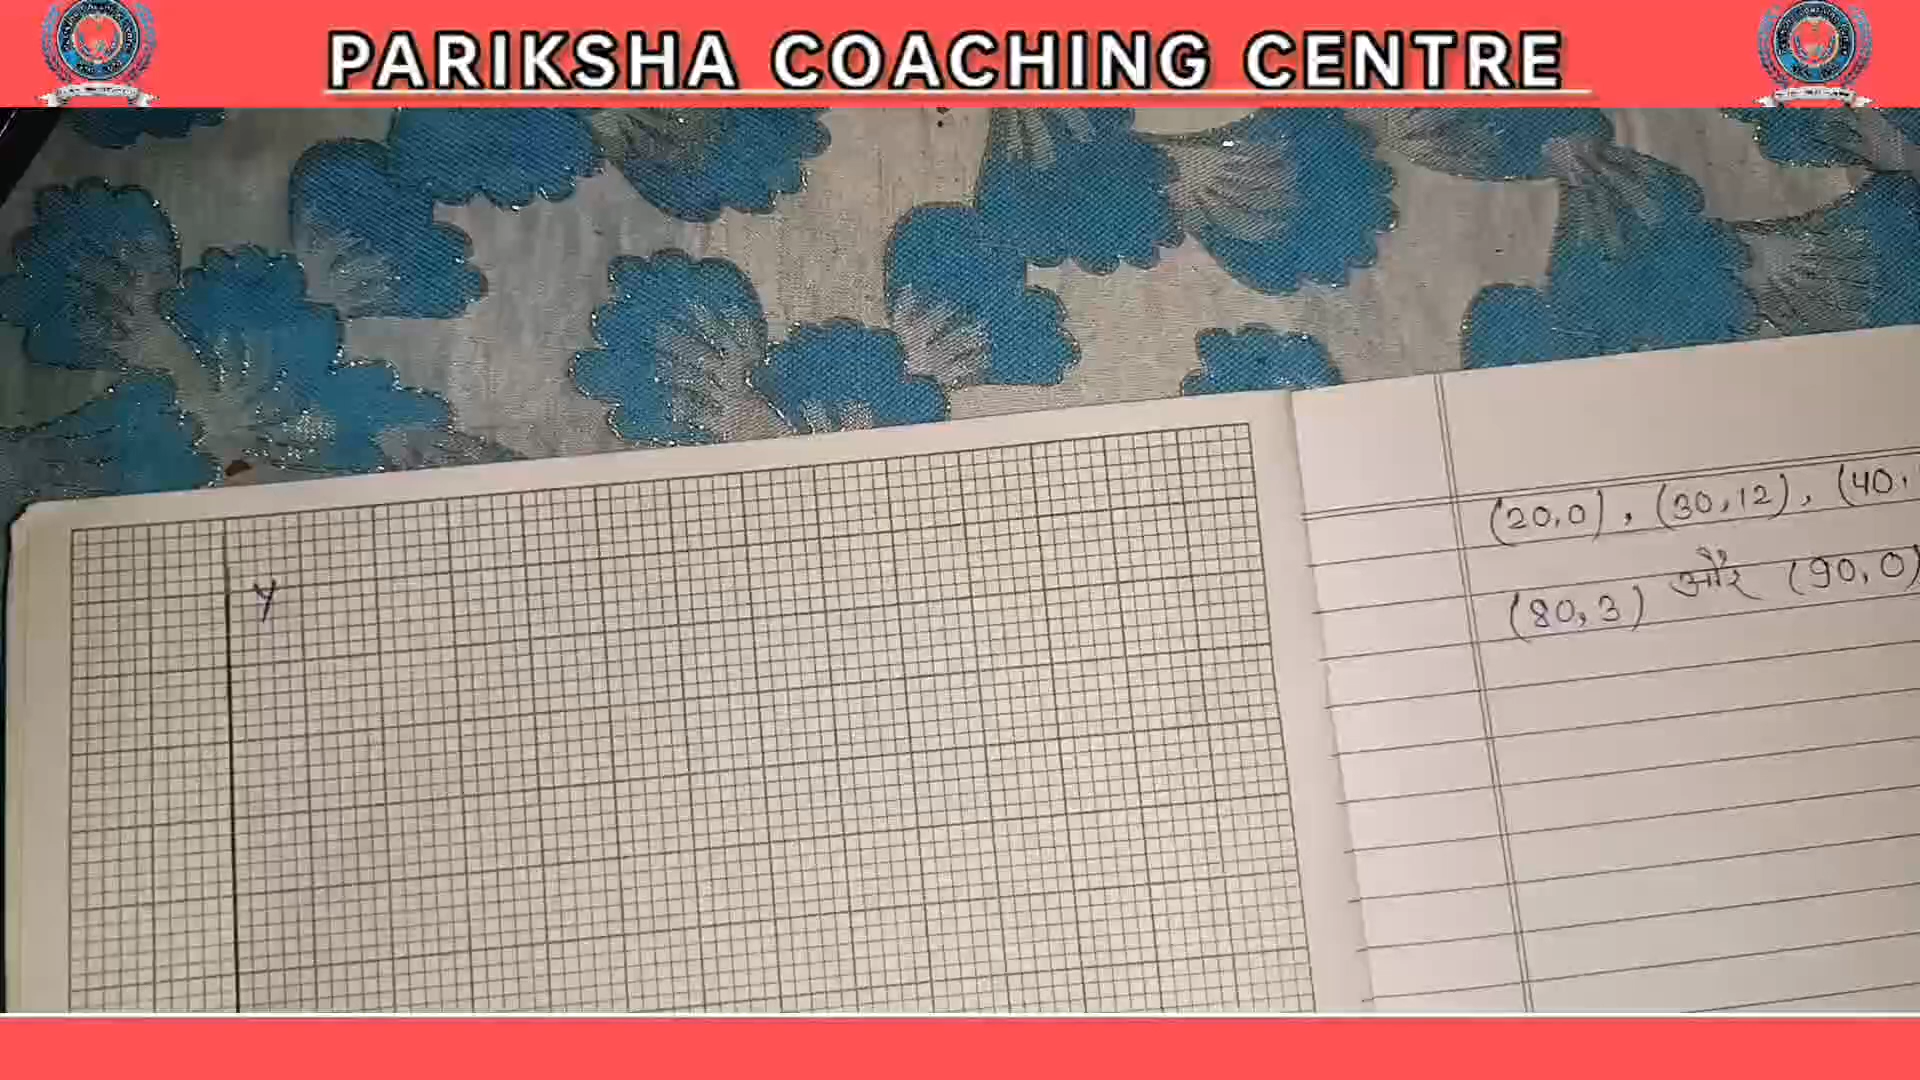 PARIKSHA COACHING CENTRE
Y
(20,0), (30,12), (40,
(80,3) और (90,0)